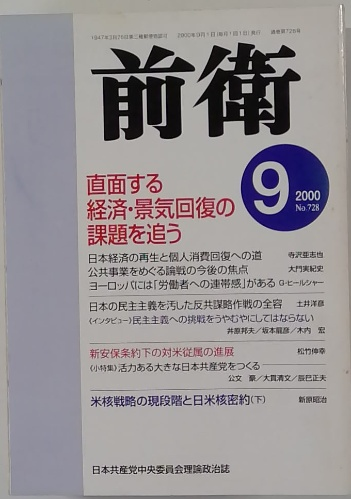 1947年3月7日第三種郵便物認可 2000年9月1日(毎月1回1日)発行 通巻第728号
前衛
9
2000
No.728
直面する
経済・景気回復の
課題を追う
日本経済の再生と個人消費回復への道 寺沢亜志也
公共事業をめぐる論戦の今後の焦点 大門実紀史
ヨーロッパには「労働者への連帯感」がある G・ヒールシャー
日本の民主主義を汚した反共謀略作戦の全容 土井洋彦
〈インタビュー〉民主主義への挑戦をうやむやにしてはならない
井原邦夫/坂本龍彦/木内 宏
新安保条約下の対米従属の進展 松竹伸幸
〈小特集〉活力ある大きな日本共産党をつくる
公文 豪/大貫清文/辰巳正夫
米核戦略の現段階と日米核密約(下) 新原昭治
日本共産党中央委員会理論政治誌